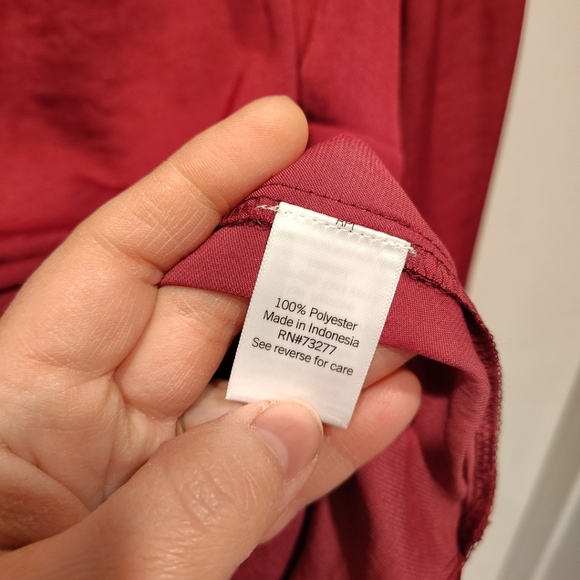 100% Polyester
Made in Indonesia
RN#73277
See reverse for care